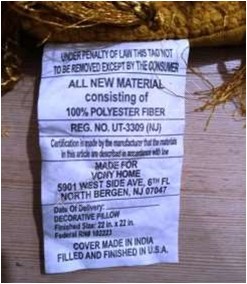 UNDER PENALTY OF LAW THIS TAG NOT
TO BE REMOVED EXCEPT BY THE CONSUMER
ALL NEW MATERIAL
consisting of
100% POLYESTER FIBER
REG. NO. UT-3309 (NJ)
Certification is made by the manufacturer that the materials
in this article are described in accordance with law
MADE FOR
VCNY HOME
5901 WEST SIDE AVE, 6TH FL
NORTH BERGEN, NJ 07047
Date Of Delivery:
DECORATIVE PILLOW
Finished Size: 22 in. x 22 in.
Federal RN# 102223
COVER MADE IN INDIA
FILLED AND FINISHED IN U.S.A.